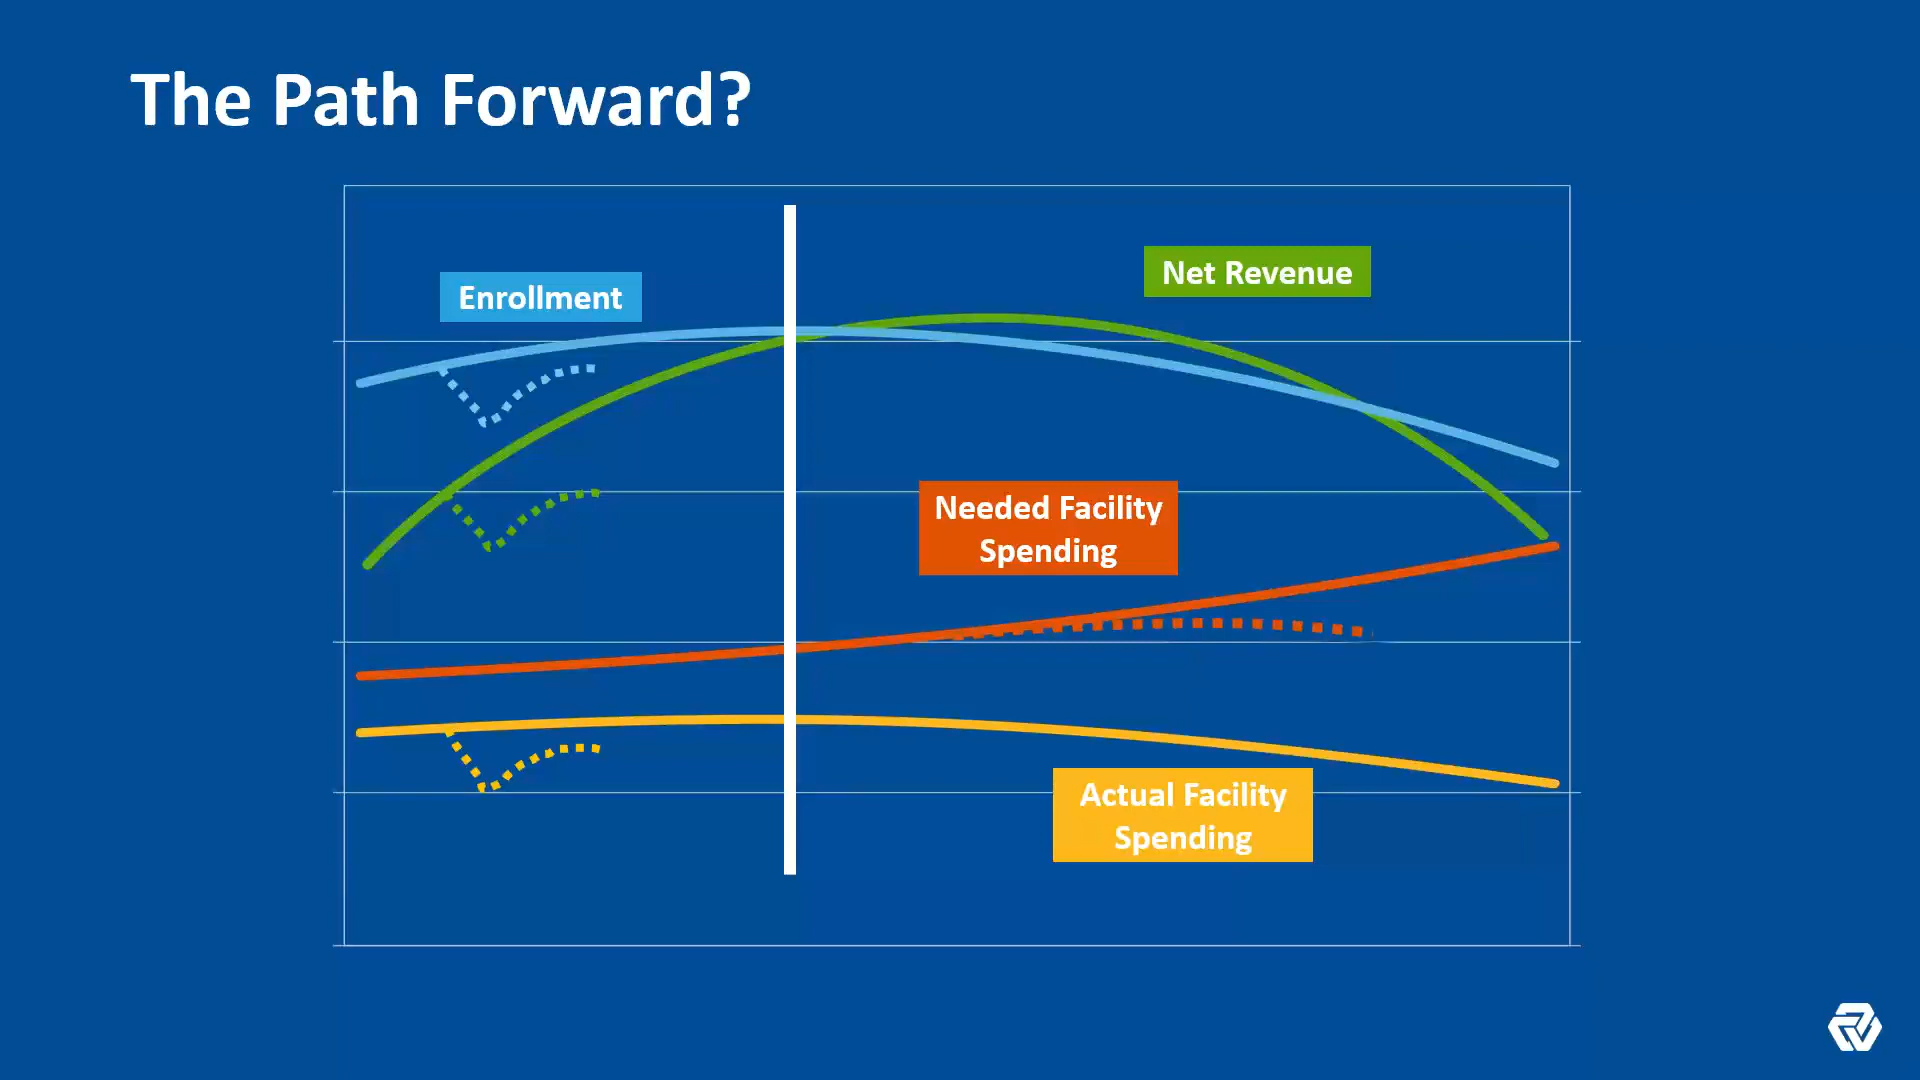 The Path Forward?
Net Revenue
Enrollment
Needed Facility
Spending
Actual Facility
Spending